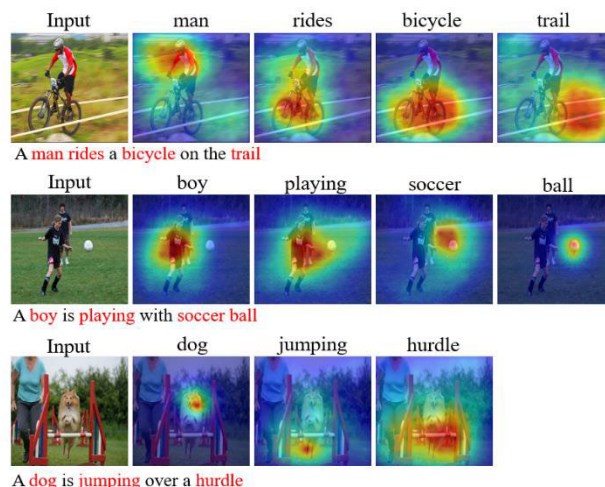 Input man rides bicycle trail
A man rides a bicycle on the trail
Input boy playing soccer ball
A boy is playing with soccer ball
Input dog jumping hurdle
A dog is jumping over a hurdle